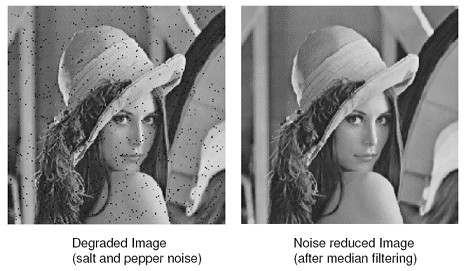 Degraded Image
(salt and pepper noise)
Noise reduced Image
(after median filtering)